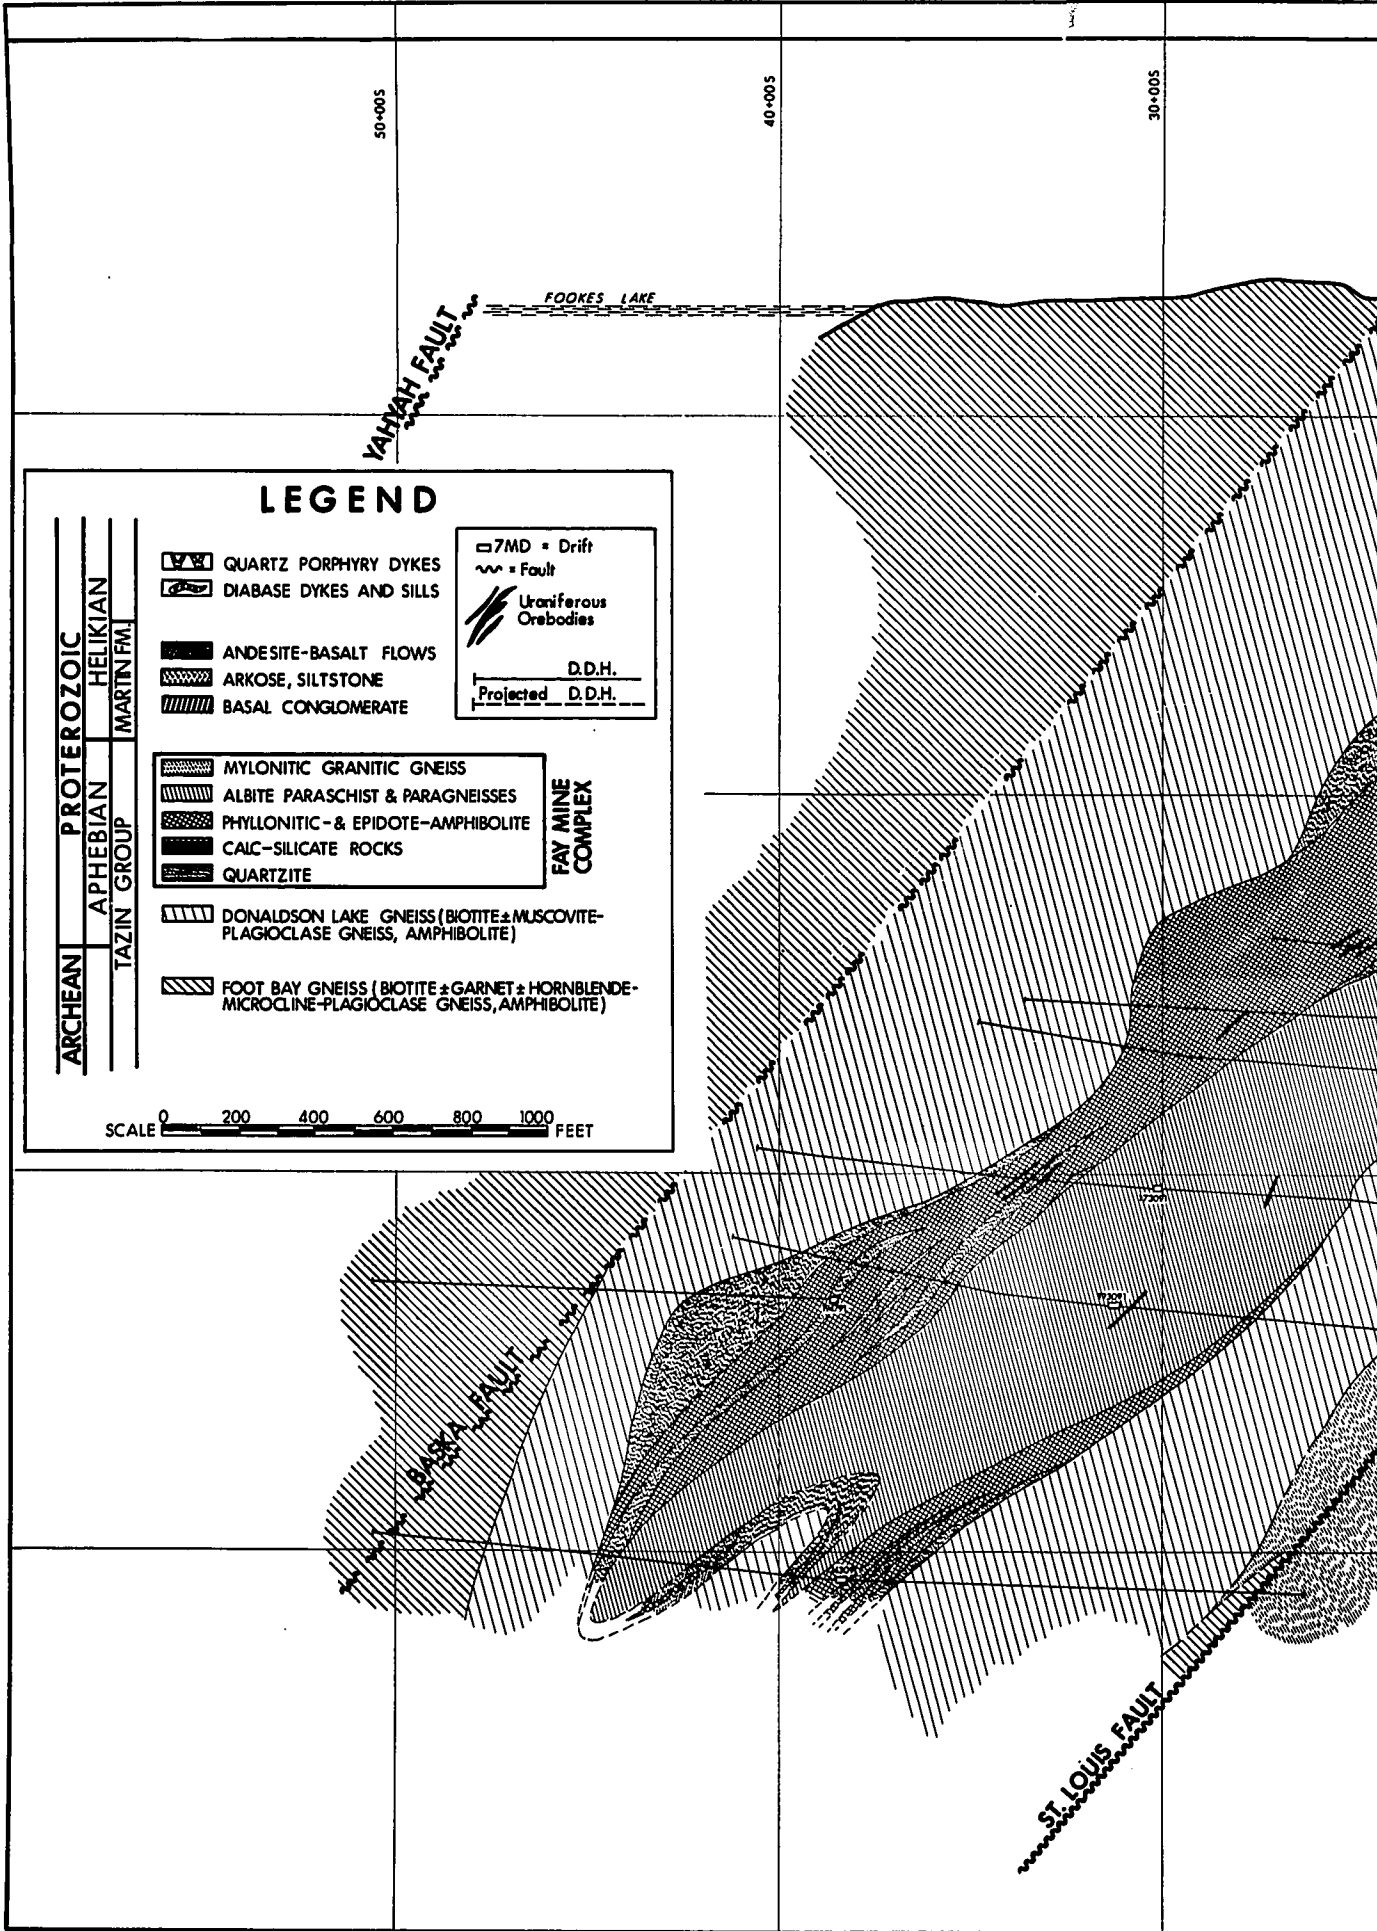 50+00S
40+00S
30+00S
FOOKES LAKE
YAHYAH FAULT
LEGEND
PROTEROZOIC
HELIKIAN
MARTIN FM.
APHEBIAN
TAZIN GROUP
ARCHEAN
QUARTZ PORPHYRY DYKES
DIABASE DYKES AND SILLS
ANDESITE-BASALT FLOWS
ARKOSE, SILTSTONE
BASAL CONGLOMERATE
7MD = Drift
= Fault
Uraniferous
Orebodies
D.D.H.
Projected D.D.H.
MYLONITIC GRANITIC GNEISS
ALBITE PARASCHIST & PARAGNEISSES
PHYLLONITIC- & EPIDOTE-AMPHIBOLITE
CALC-SILICATE ROCKS
QUARTZITE
FAY MINE
COMPLEX
DONALDSON LAKE GNEISS (BIOTITE±MUSCOVITE-
PLAGIOCLASE GNEISS, AMPHIBOLITE)
FOOT BAY GNEISS (BIOTITE±GARNET±HORNBLENDE-
MICROCLINE-PLAGIOCLASE GNEISS, AMPHIBOLITE)
SCALE 0 200 400 600 800 1000 FEET
BASKA FAULT
ST. LOUIS FAULT